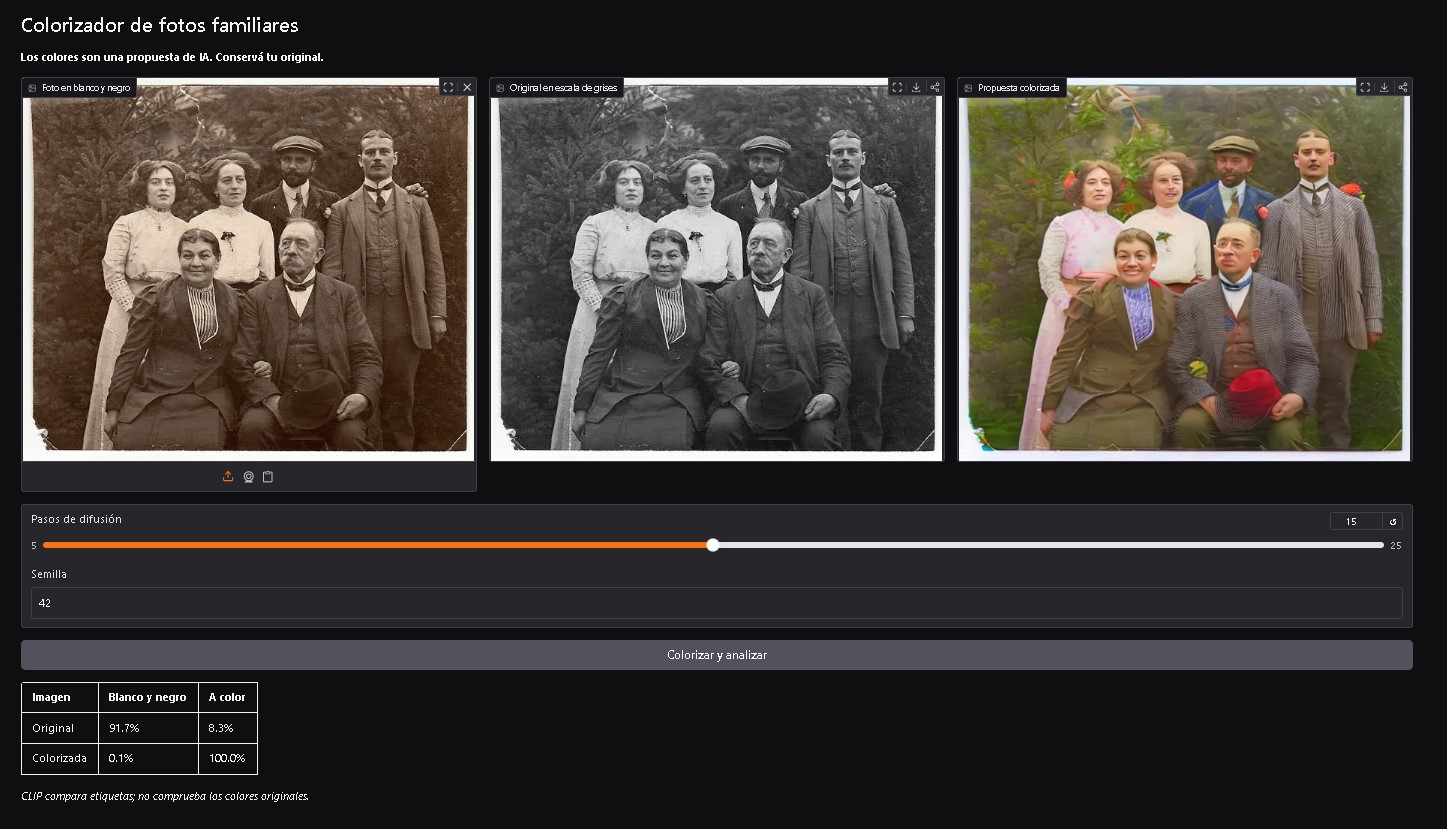 Colorizador de fotos familiares
Los colores son una propuesta de IA. Conservá tu original.
Foto en blanco y negro
Original en escala de grises
Propuesta colorizada
Pasos de difusión
15
5
25
Semilla
42
Colorizar y analizar
Imagen Blanco y negro A color
Original 91.7% 8.3%
Colorizada 0.1% 100.0%
CLIP compara etiquetas; no comprueba los colores originales.